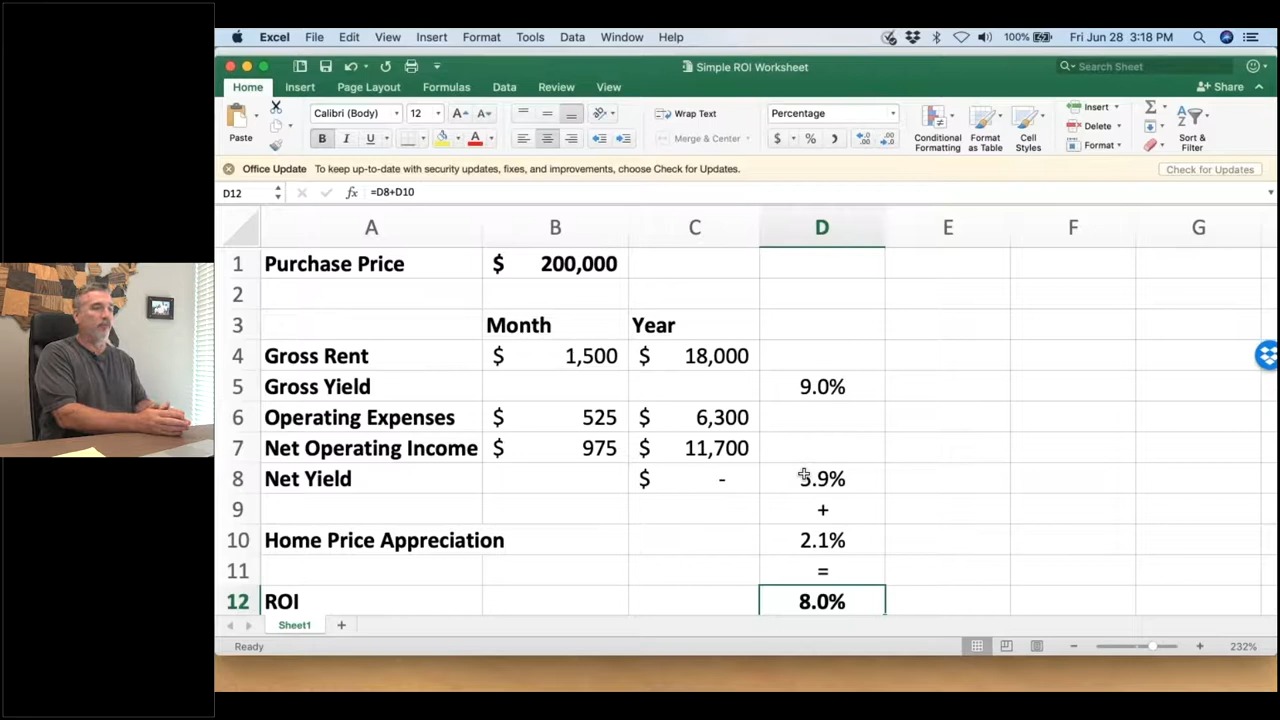 Excel File Edit View Insert Format Tools Data Window Help 100% Fri Jun 28 3:18 PM
Simple ROI Worksheet Search Sheet
Home Insert Page Layout Formulas Data Review View Share
Calibri (Body) 12 A A Wrap Text Percentage Insert
Paste B I U A Merge & Center $ % Conditional Formatting Format as Table Cell Styles Delete Format Sort & Filter
Office Update To keep up-to-date with security updates, fixes, and improvements, choose Check for Updates. Check for Updates
D12 fx =D8+D10
A B C D E F G
1 Purchase Price $ 200,000
2
3 Month Year
4 Gross Rent $ 1,500 $ 18,000
5 Gross Yield 9.0%
6 Operating Expenses $ 525 $ 6,300
7 Net Operating Income $ 975 $ 11,700
8 Net Yield $ - 5.9%
9 +
10 Home Price Appreciation 2.1%
11 =
12 ROI 8.0%
Sheet1 +
Ready 232%